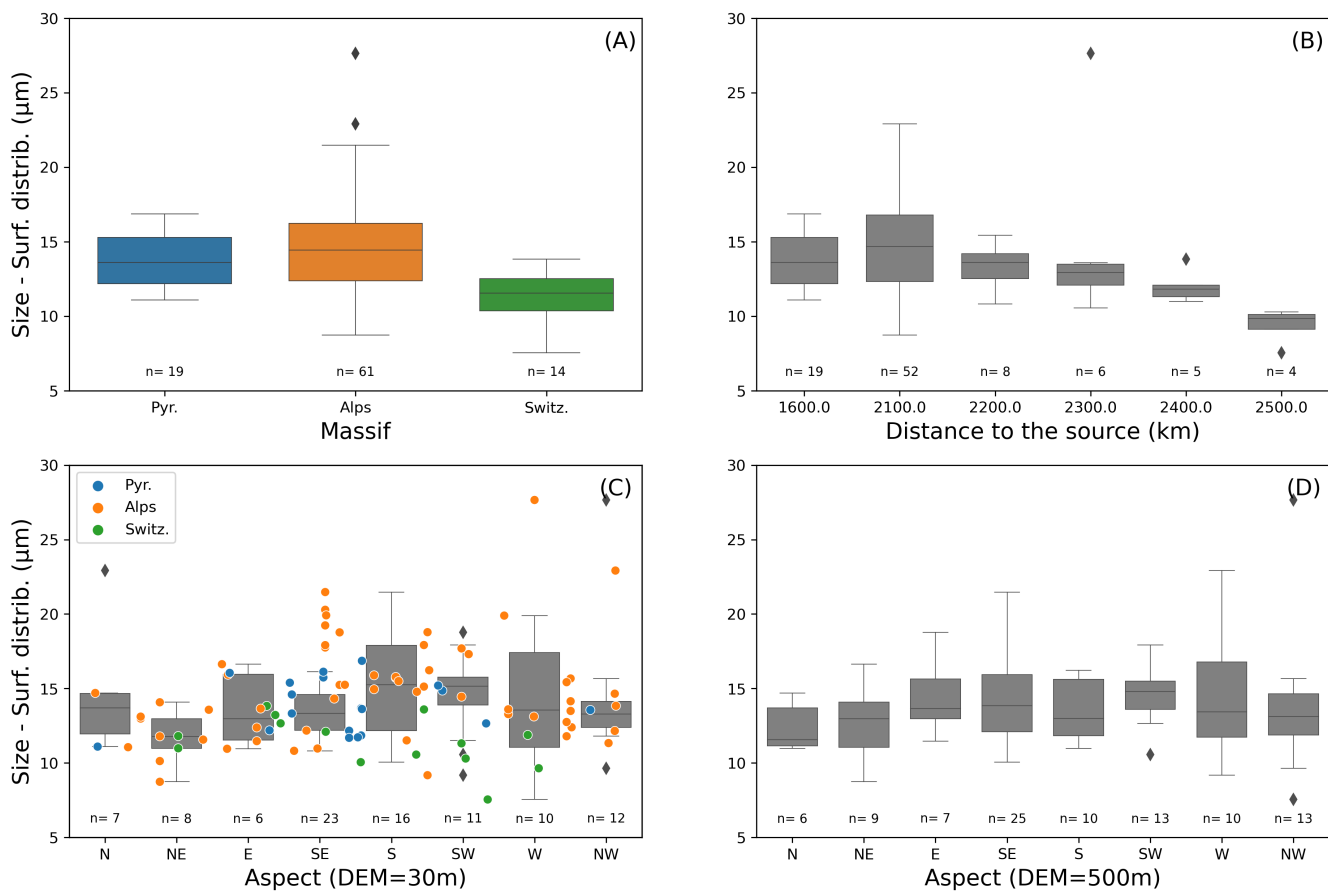 30
25
20
15
10
5
Size - Surf. distrib. (μm)
(A)
n= 19
n= 61
n= 14
Pyr.
Alps
Switz.
Massif
30
25
20
15
10
5
(B)
n= 19
n= 52
n= 8
n= 6
n= 5
n= 4
1600.0
2100.0
2200.0
2300.0
2400.0
2500.0
Distance to the source (km)
30
25
20
15
10
5
Size - Surf. distrib. (μm)
Pyr.
Alps
Switz.
(C)
n= 7
n= 8
n= 6
n= 23
n= 16
n= 11
n= 10
n= 12
N
NE
E
SE
S
SW
W
NW
Aspect (DEM=30m)
30
25
20
15
10
5
(D)
n= 6
n= 9
n= 7
n= 25
n= 10
n= 13
n= 10
n= 13
N
NE
E
SE
S
SW
W
NW
Aspect (DEM=500m)